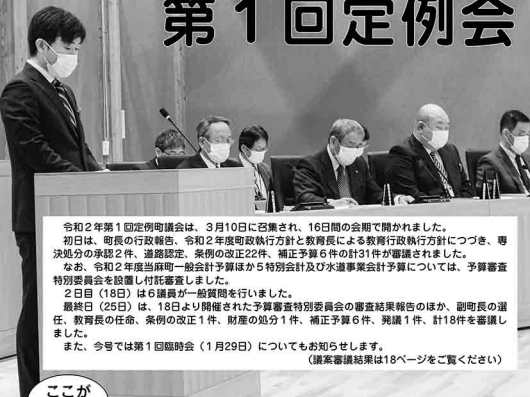 第１回定例会
令和２年第１回定例町議会は、３月10日に召集され、16日間の会期で開かれました。
初日は、町長の行政報告、令和２年度町政執行方針と教育長による教育行政執行方針につづき、専
決処分の承認２件、道路認定、条例の改正22件、補正予算６件の計31件が審議されました。
なお、令和２年度当麻町一般会計予算ほか５特別会計及び水道事業会計予算については、予算審査
特別委員会を設置し付託審査しました。
２日目（18日）は６議員が一般質問を行いました。
最終日（25日）は、18日より開催された予算審査特別委員会の審査結果報告のほか、副町長の選
任、教育長の任命、条例の改正１件、財産の処分１件、補正予算６件、発議１件、計18件を審議し
ました。
また、今号では第１回臨時会（１月29日）についてもお知らせします。
（議案審議結果は18ページをご覧ください）
ここが